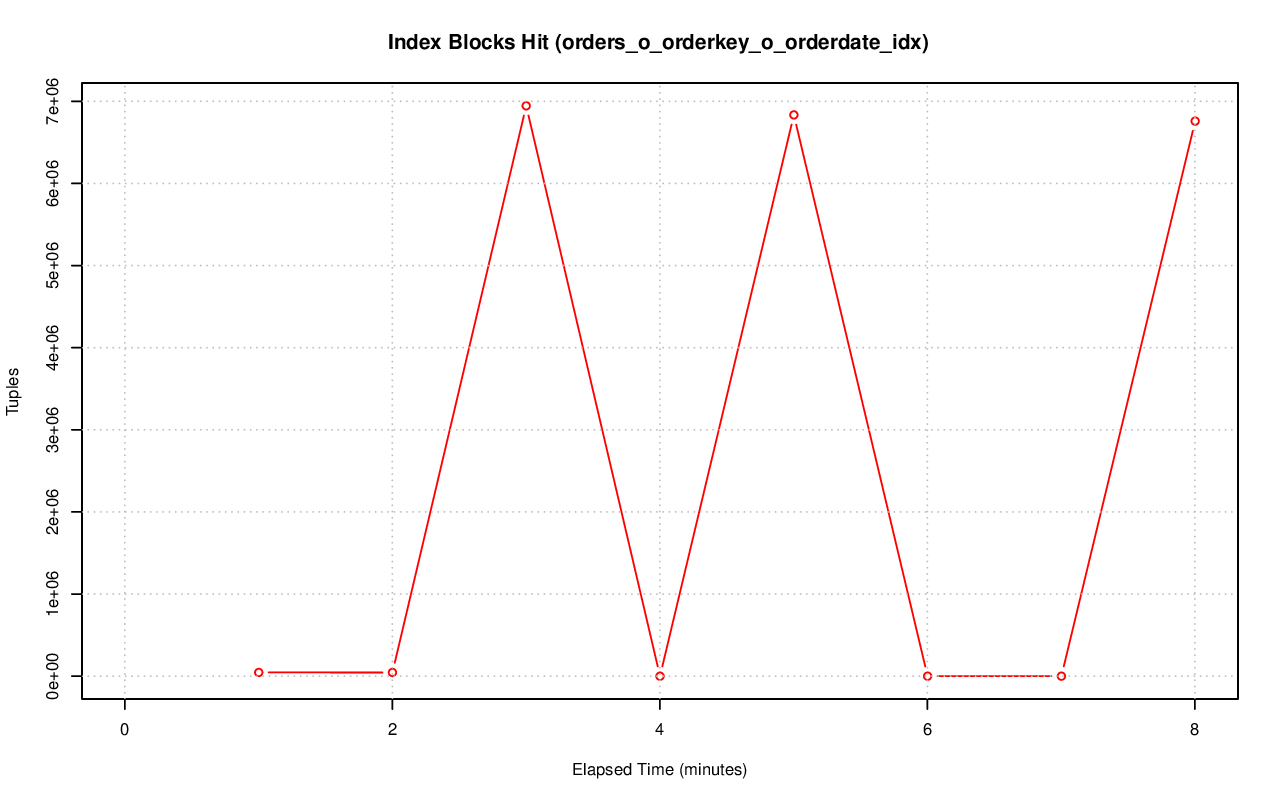 Index Blocks Hit (orders_o_orderkey_o_orderdate_idx)
7e+06
6e+06
5e+06
4e+06
3e+06
2e+06
1e+06
0e+00
Tuples
0 2 4 6 8
Elapsed Time (minutes)